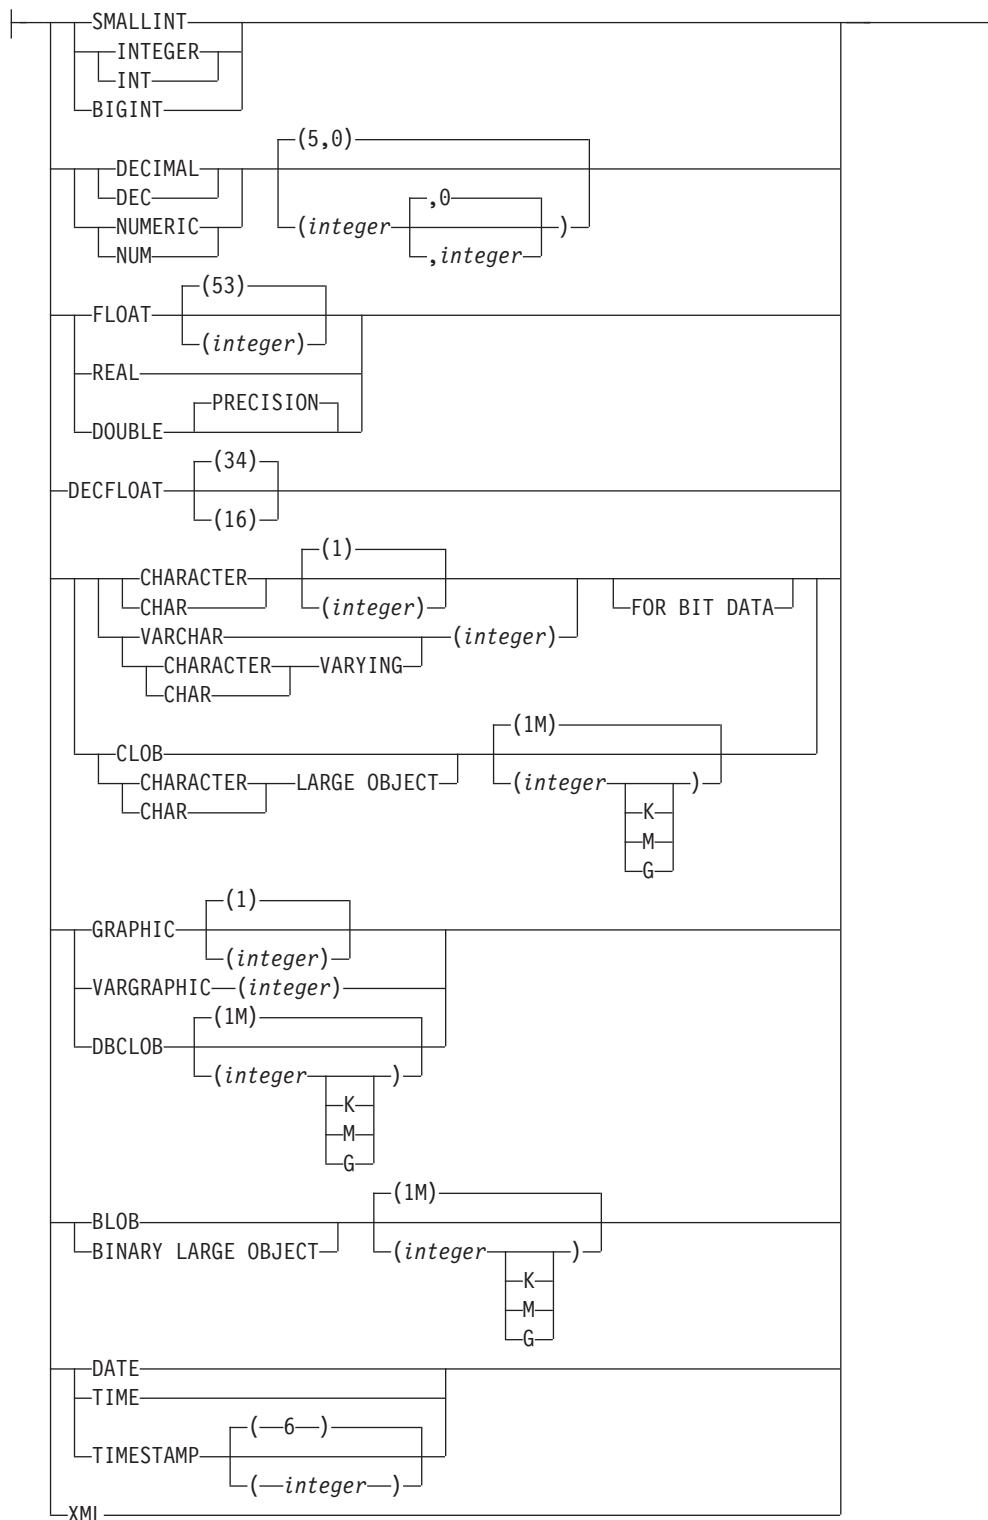 SMALLINT
INTEGER
INT
BIGINT
(5,0)
DECIMAL
DEC
,0
NUMERIC
(integer )
NUM
,integer
(53)
FLOAT
(integer)
REAL
PRECISION
DOUBLE
(34)
DECFLOAT
(16)
(1)
CHARACTER
CHAR
(integer)
FOR BIT DATA
VARCHAR
(integer)
CHARACTER VARYING
CHAR
(1M)
CLOB
CHARACTER LARGE OBJECT
(integer )
CHAR
K
M
G
(1)
GRAPHIC
(integer)
VARGRAPHIC (integer)
(1M)
DBCLOB
(integer )
K
M
G
(1M)
BLOB
BINARY LARGE OBJECT
(integer )
K
M
G
DATE
TIME
( 6 )
TIMESTAMP
( integer )
XML